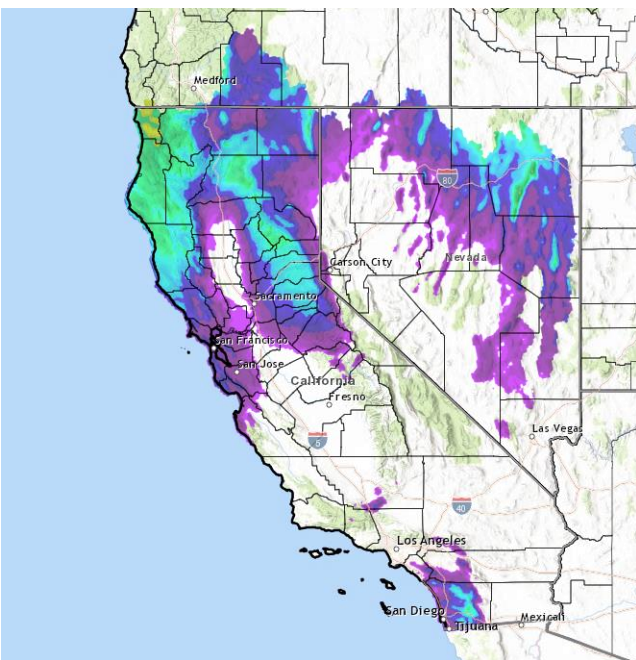 Medford
80
Carson City
Nevada
Sacramento
San Francisco
San Jose
California
Fresno
5
Las Vegas
40
Los Angeles
San Diego
Tijuana
Mexicali